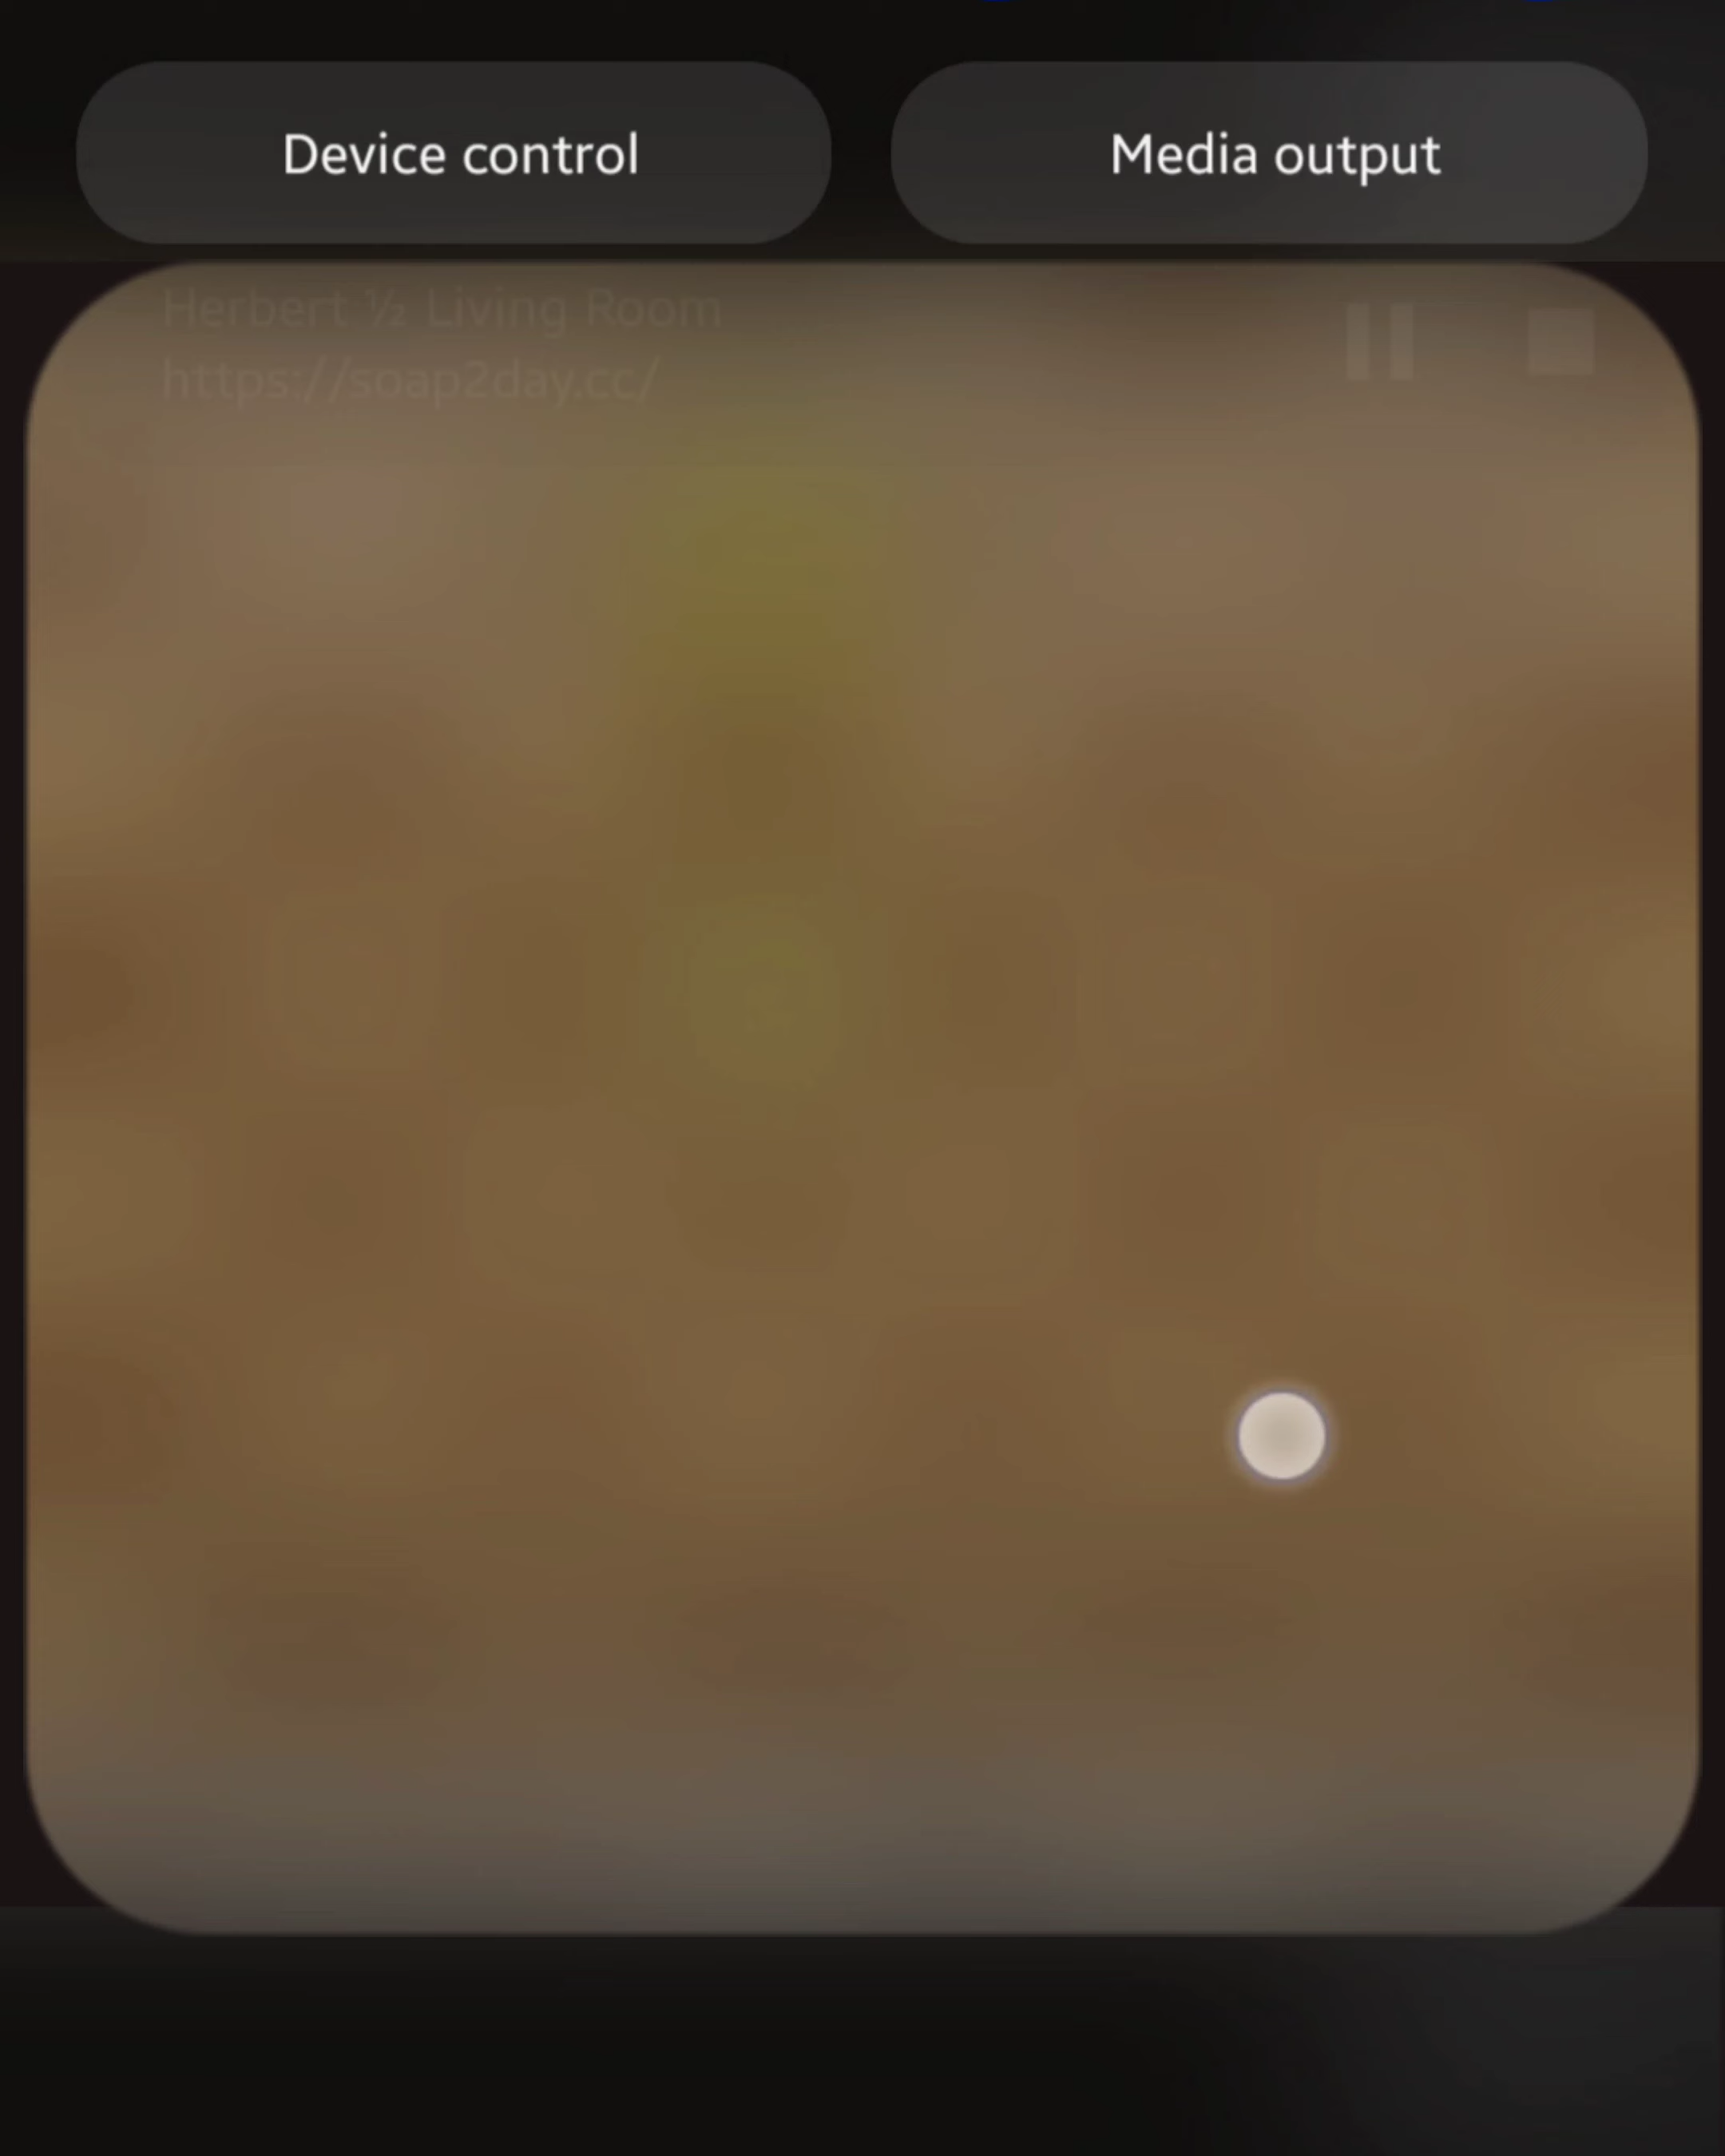 Device control
Media output
Herbert ½ Living Room
https://soap2day.cc/